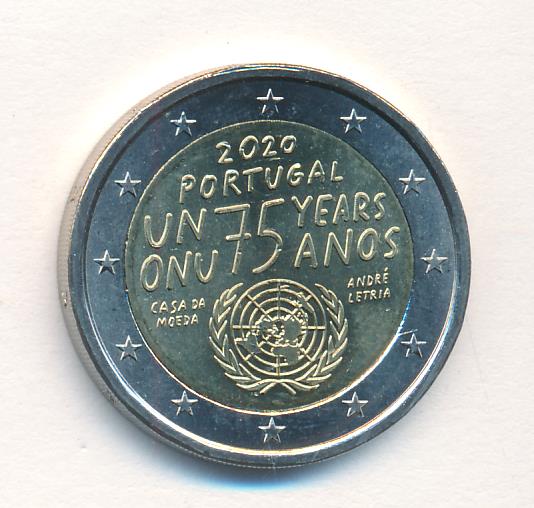 2020
PORTUGAL
UN 75 YEARS
ONU ANOS
CASA DA
MOEDA
ANDRÉ
LETRIA